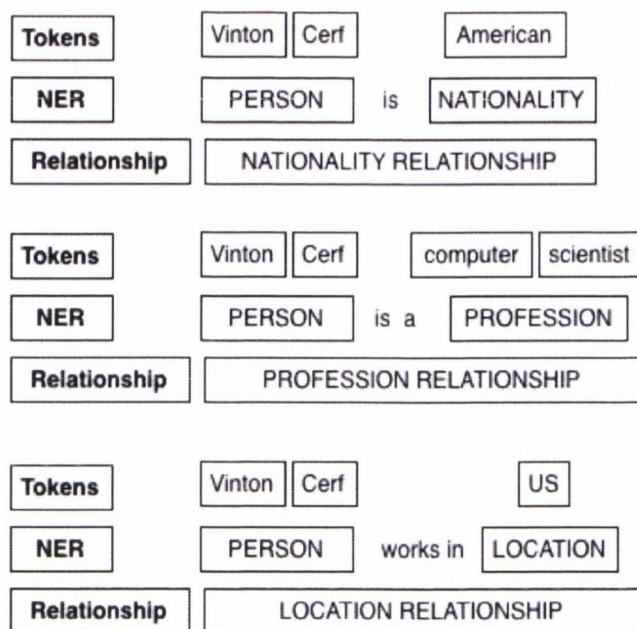 Tokens Vinton Cerf American
NER PERSON is NATIONALITY
Relationship NATIONALITY RELATIONSHIP
Tokens Vinton Cerf computer scientist
NER PERSON is a PROFESSION
Relationship PROFESSION RELATIONSHIP
Tokens Vinton Cerf US
NER PERSON works in LOCATION
Relationship LOCATION RELATIONSHIP